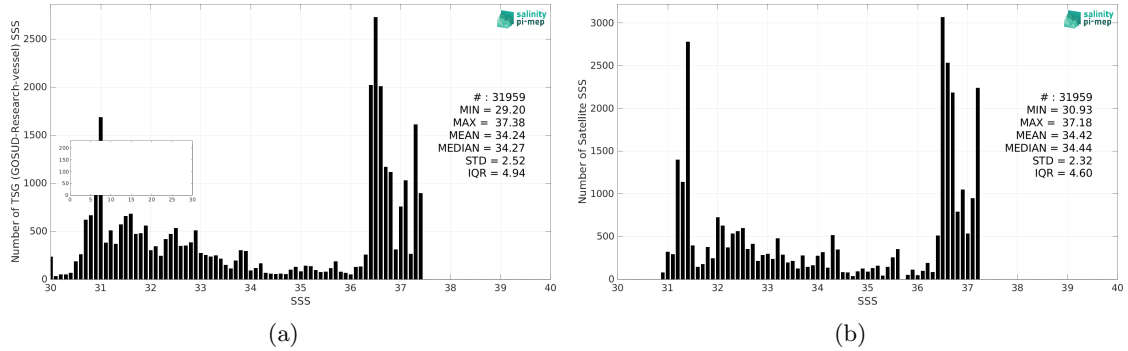 salinity
pi-mep
Number of TSG (GOSUD-Research-vessel) SSS
2500
2000
1500
1000
500
0
# : 31959
MIN = 29.20
MAX = 37.38
MEAN = 34.24
MEDIAN = 34.27
STD = 2.52
IQR = 4.94
200
150
100
50
0
0 5 10 15 20 25 30
30 31 32 33 34 35 36 37 38 39 40
SSS
(a)
salinity
pi-mep
Number of Satellite SSS
3000
2500
2000
1500
1000
500
0
# : 31959
MIN = 30.93
MAX = 37.18
MEAN = 34.42
MEDIAN = 34.44
STD = 2.32
IQR = 4.60
30 31 32 33 34 35 36 37 38 39 40
SSS
(b)